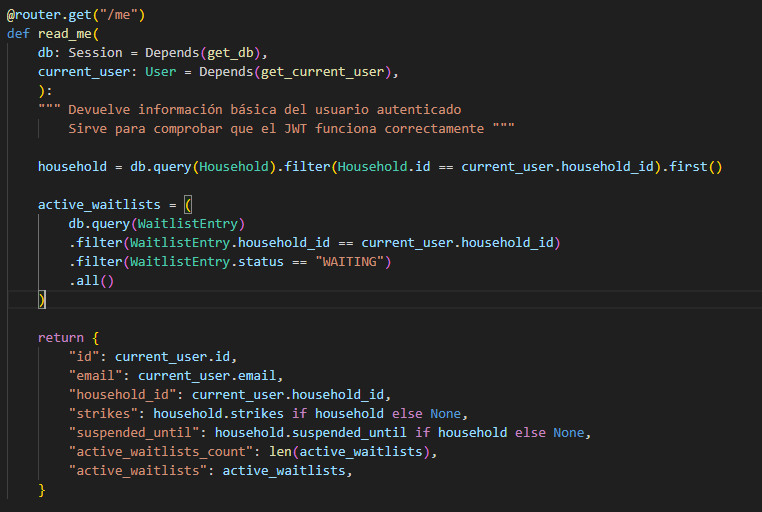 @router.get("/me")
def read_me(
    db: Session = Depends(get_db),
    current_user: User = Depends(get_current_user),
    ):
    """ Devuelve información básica del usuario autenticado
        Sirve para comprobar que el JWT funciona correctamente """

    household = db.query(Household).filter(Household.id == current_user.household_id).first()

    active_waitlists = (
        db.query(WaitlistEntry)
        .filter(WaitlistEntry.household_id == current_user.household_id)
        .filter(WaitlistEntry.status == "WAITING")
        .all()
    )

    return {
        "id": current_user.id,
        "email": current_user.email,
        "household_id": current_user.household_id,
        "strikes": household.strikes if household else None,
        "suspended_until": household.suspended_until if household else None,
        "active_waitlists_count": len(active_waitlists),
        "active_waitlists": active_waitlists,
    }